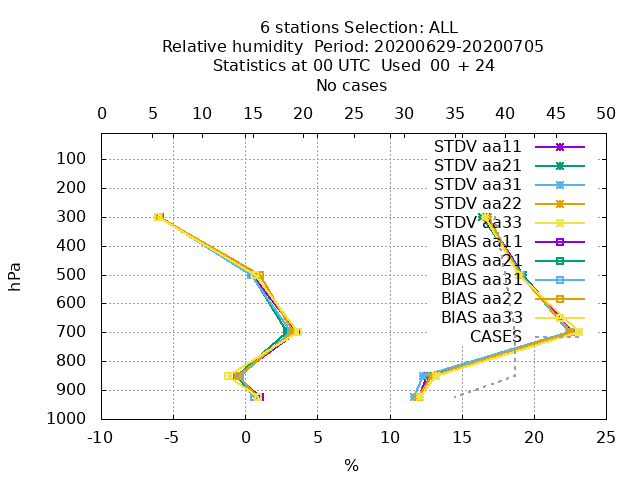 6 stations Selection: ALL
Relative humidity  Period: 20200629-20200705
Statistics at 00 UTC  Used  00 + 24
No cases
0 5 10 15 20 25 30 35 40 45 50
STDV aa11
100
STDV aa21
STDV aa31
200
STDV aa22
300
STDV aa33
BIAS aa11
400
BIAS aa21
hPa
500
BIAS aa31
BIAS aa22
600
BIAS aa33
700
CASES
800
900
1000
-10 -5 0 5 10 15 20 25
%